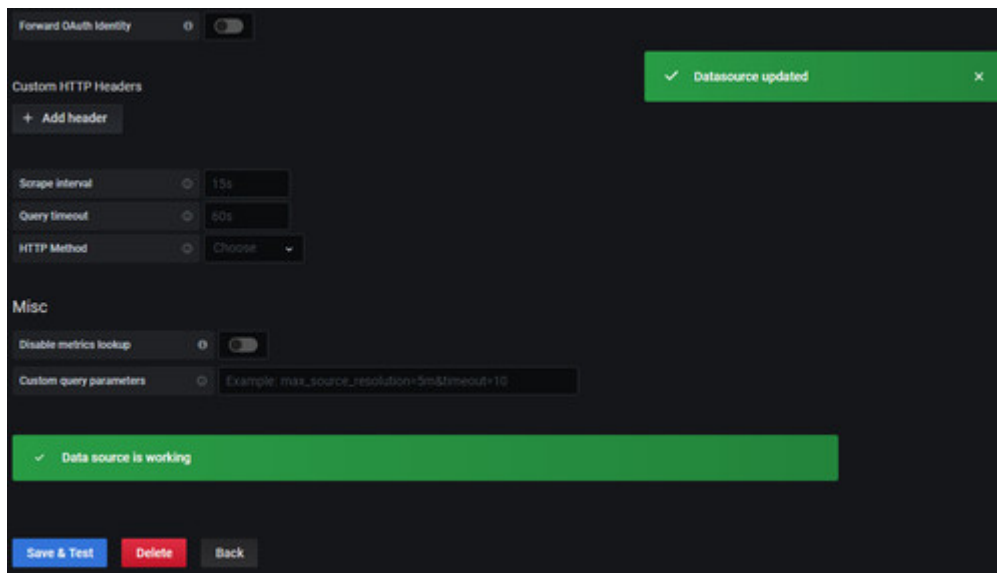 Forward OAuth Identity
Datasource updated
Custom HTTP Headers
+ Add header
Scrape interval 15s
Query timeout 60s
HTTP Method Choose
Misc
Disable metrics lookup
Custom query parameters Example: max_source_resolution=5m&timeout=10
Data source is working
Save & Test Delete Back